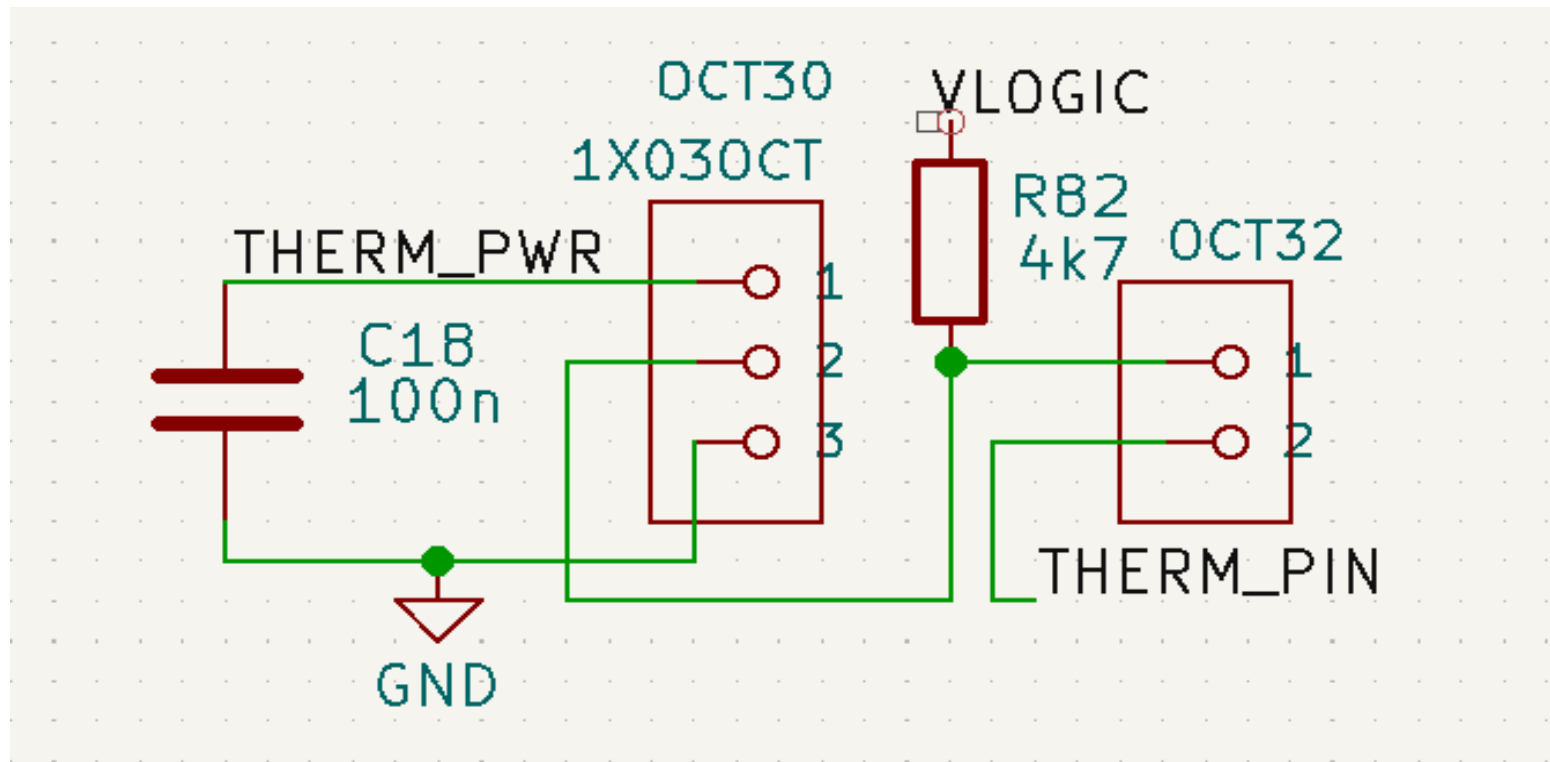 OCT30
1X03OCT
THERM_PWR
1
2
3
C18
100n
GND
VLOGIC
R82
4k7
OCT32
1
2
THERM_PIN